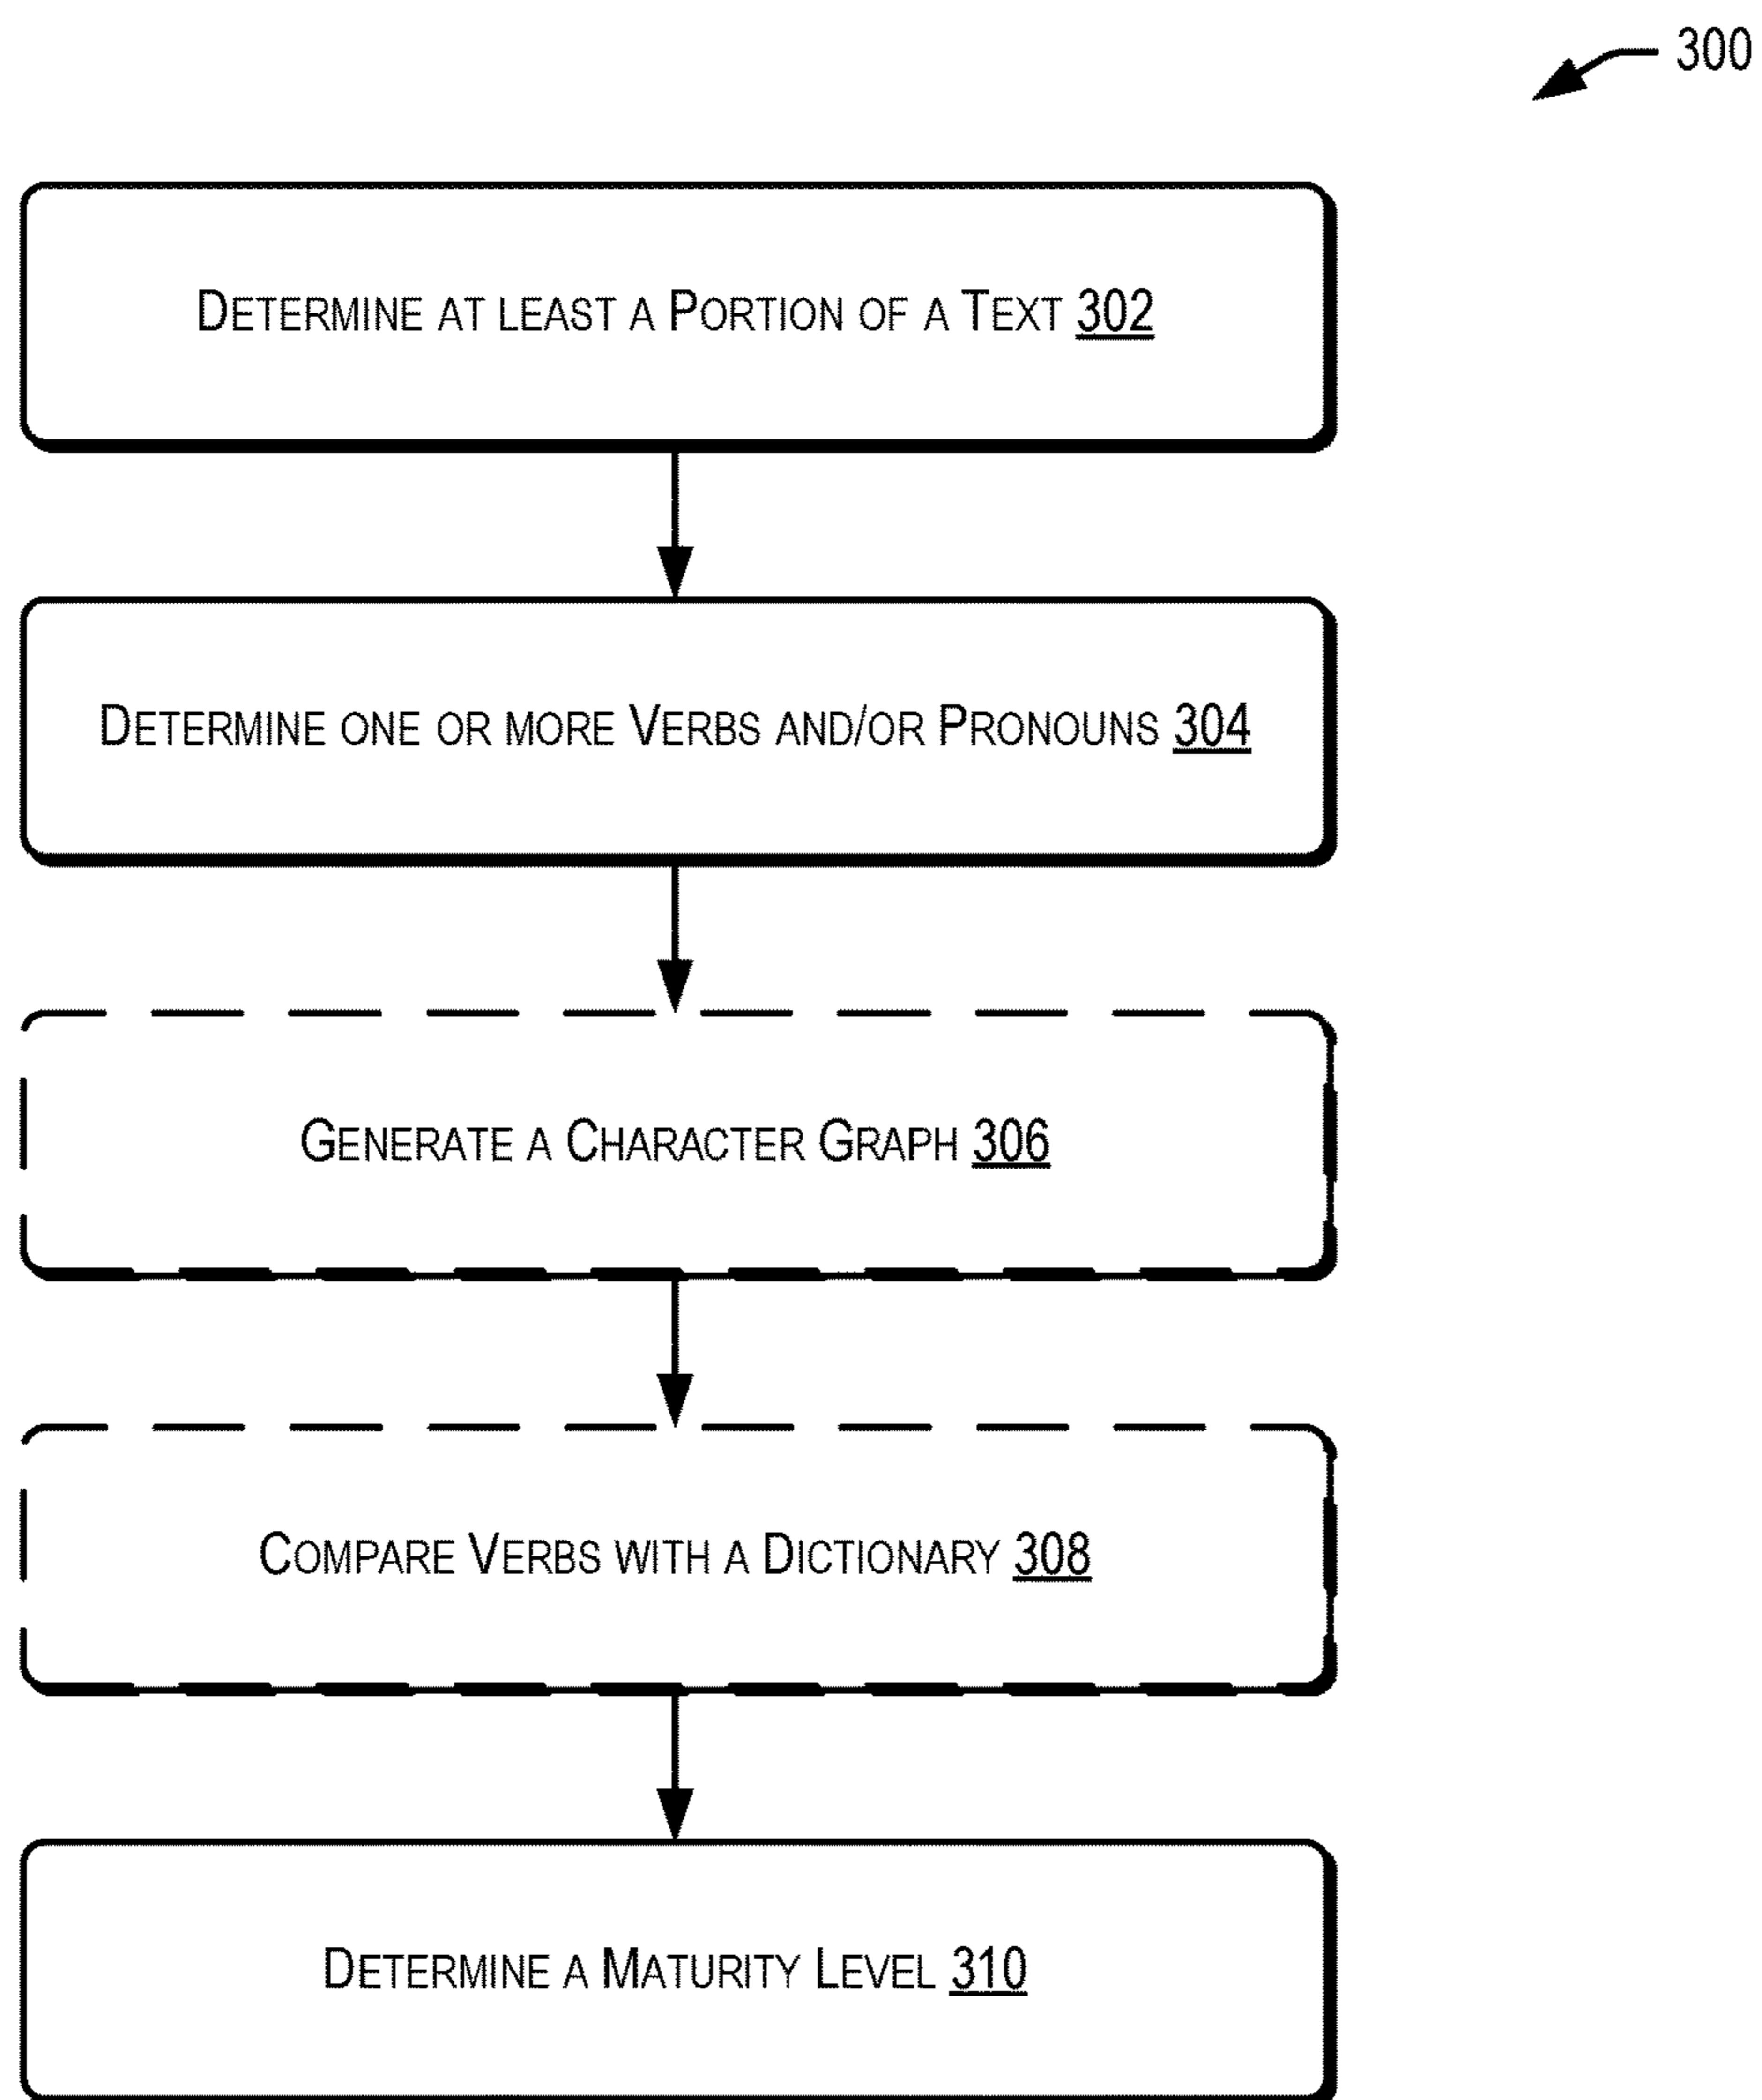 300
DETERMINE AT LEAST A PORTION OF A TEXT 302
DETERMINE ONE OR MORE VERBS AND/OR PRONOUNS 304
GENERATE A CHARACTER GRAPH 306
COMPARE VERBS WITH A DICTIONARY 308
DETERMINE A MATURITY LEVEL 310